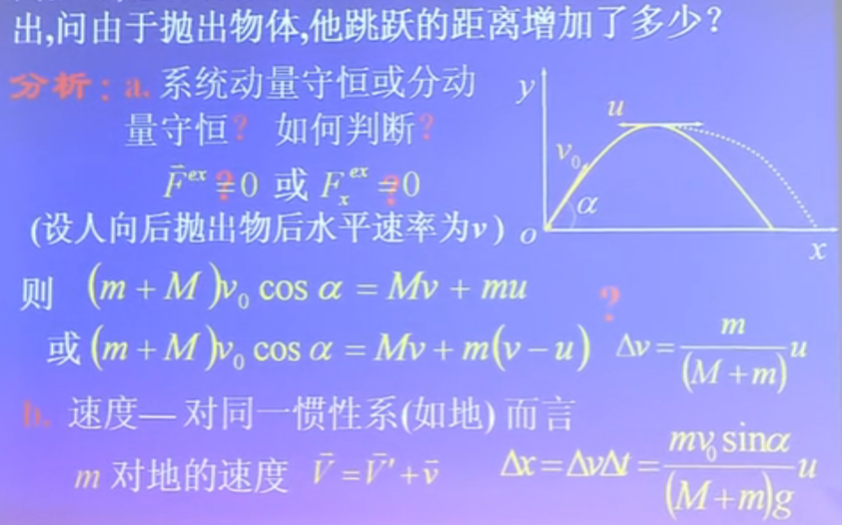 出,问由于抛出物体,他跳跃的距离增加了多少?
分析: a. 系统动量守恒或分动
量守恒? 如何判断?
F⃗^ex ≟ 0 或 F_x^ex ≟ 0
(设人向后抛出物后水平速率为v)
y
u
v₀
α
o
x
则 (m + M)v₀ cos α = Mv + mu
?
或 (m + M)v₀ cos α = Mv + m(v − u) Δv = m/(M + m) u
b. 速度— 对同一惯性系(如地) 而言
m 对地的速度 V⃗ = V⃗′ + v⃗ Δx = ΔvΔt = mv₀ sinα/((M + m)g) u